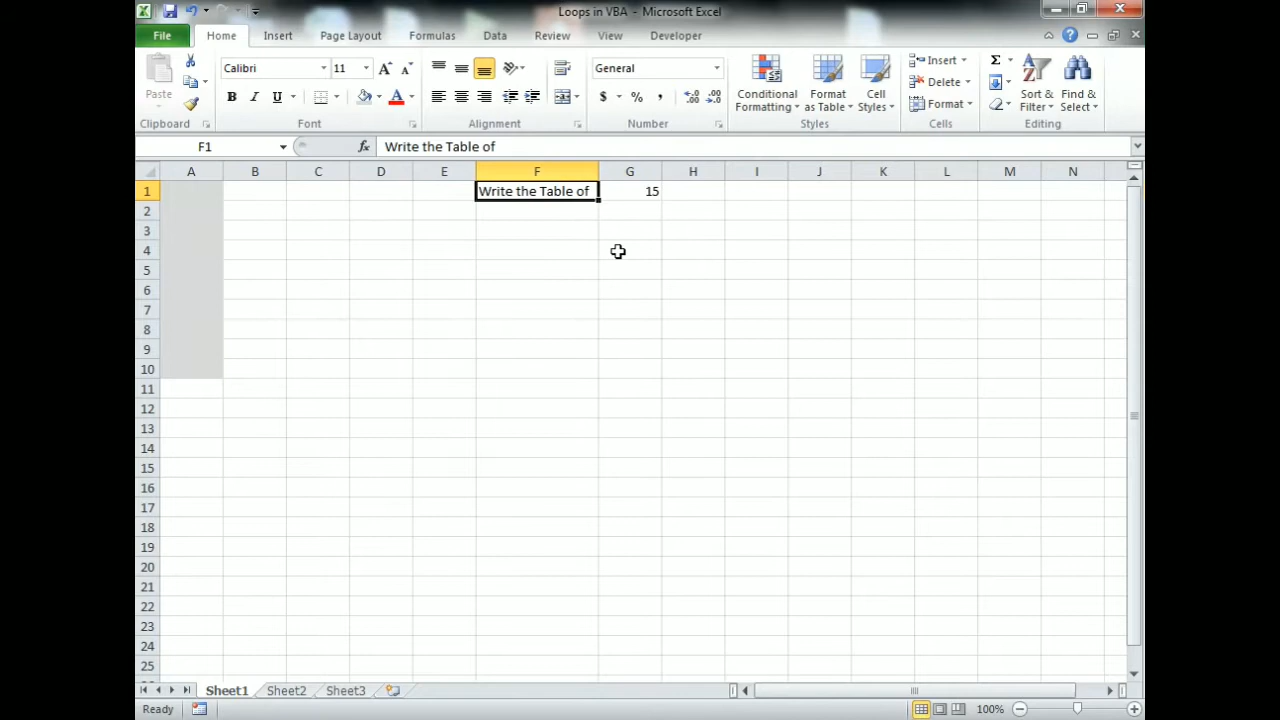 Loops in VBA - Microsoft Excel
File Home Insert Page Layout Formulas Data Review View Developer
Paste Calibri 11 General Conditional Formatting Format as Table Cell Styles Insert Delete Format Sort & Filter Find & Select
B I U A $ % ,
Clipboard Font Alignment Number Styles Cells Editing
F1 fx Write the Table of
A B C D E F G H I J K L M N
1 Write the Table of 15
2
3
4
5
6
7
8
9
10
11
12
13
14
15
16
17
18
19
20
21
22
23
24
25
Sheet1 Sheet2 Sheet3
Ready 100%